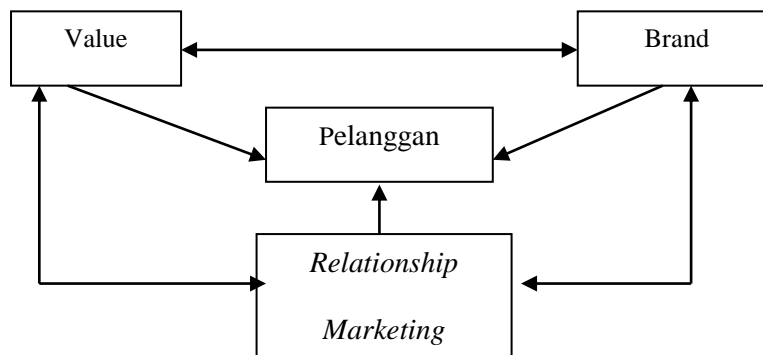 Value
Brand
Pelanggan
Relationship
Marketing